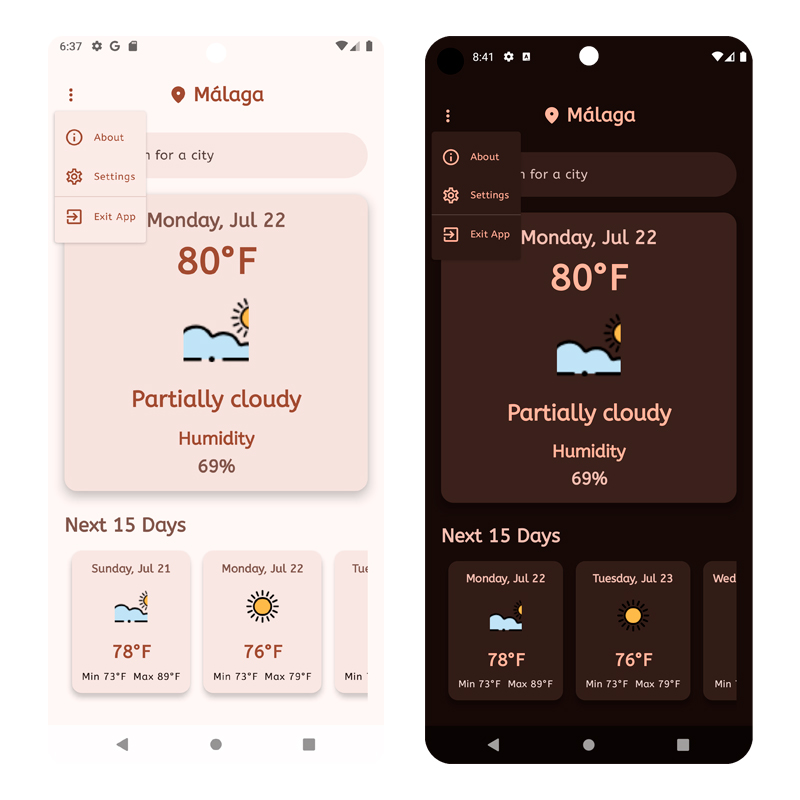 6:37
Málaga
About
n for a city
Settings
Exit App
Monday, Jul 22
80°F
Partially cloudy
Humidity
69%
Next 15 Days
Sunday, Jul 21
78°F
Min 73°F Max 89°F
Monday, Jul 22
76°F
Min 73°F Max 79°F
Tue
Min
8:41
Málaga
About
n for a city
Settings
Exit App
Monday, Jul 22
80°F
Partially cloudy
Humidity
69%
Next 15 Days
Monday, Jul 22
78°F
Min 73°F Max 89°F
Tuesday, Jul 23
76°F
Min 73°F Max 79°F
Wed
Min